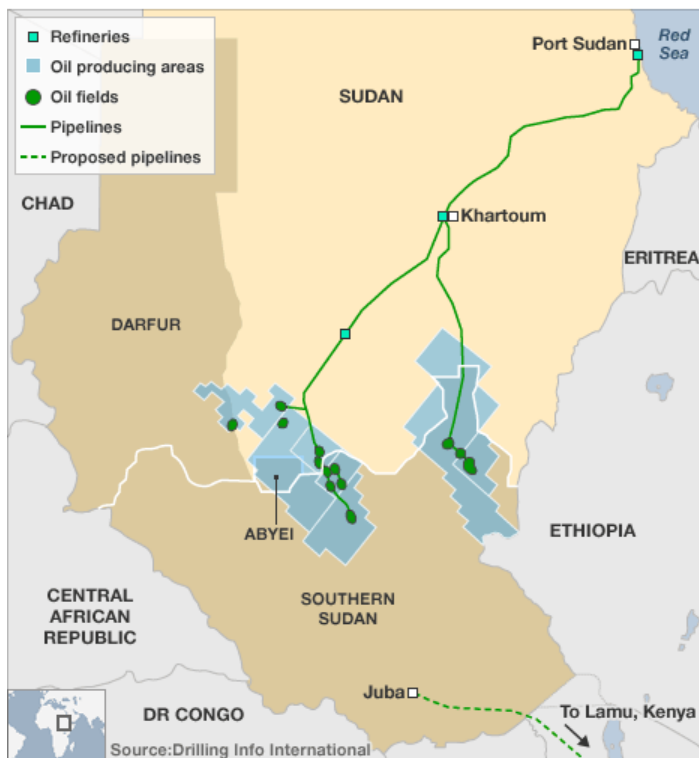 Refineries
Oil producing areas
Oil fields
Pipelines
Proposed pipelines
Port Sudan
Red
Sea
SUDAN
CHAD
Khartoum
ERITREA
DARFUR
ABYEI
ETHIOPIA
CENTRAL
AFRICAN
REPUBLIC
SOUTHERN
SUDAN
Juba
DR CONGO
To Lamu, Kenya
Source:Drilling Info International